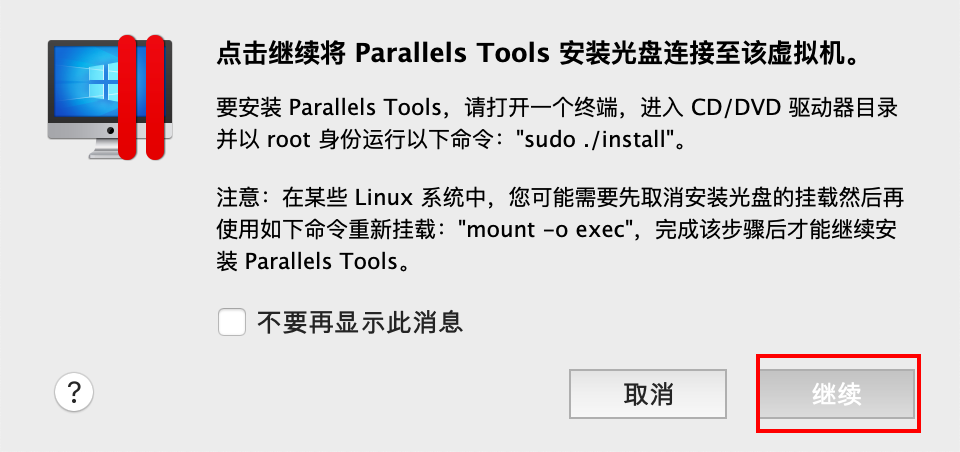 点击继续将 Parallels Tools 安装光盘连接至该虚拟机。
要安装 Parallels Tools，请打开一个终端，进入 CD/DVD 驱动器目录
并以 root 身份运行以下命令："sudo ./install"。
注意：在某些 Linux 系统中，您可能需要先取消安装光盘的挂载然后再
使用如下命令重新挂载："mount -o exec"，完成该步骤后才能继续安
装 Parallels Tools。
不要再显示此消息
?
取消
继续